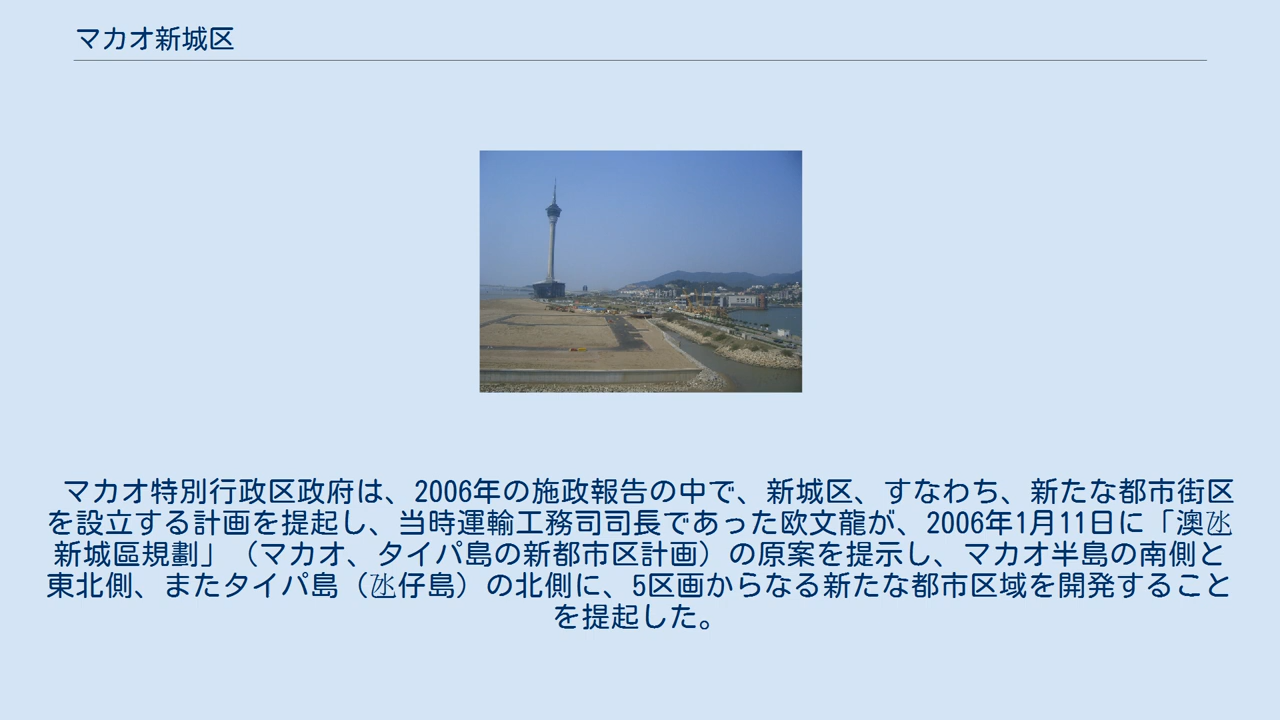 マカオ新城区
マカオ特別行政区政府は、2006年の施政報告の中で、新城区、すなわち、新たな都市街区
を設立する計画を提起し、当時運輸工務司司長であった欧文龍が、2006年1月11日に「澳氹
新城區規劃」（マカオ、タイパ島の新都市区計画）の原案を提示し、マカオ半島の南側と
東北側、またタイパ島（氹仔島）の北側に、5区画からなる新たな都市区域を開発すること
を提起した。